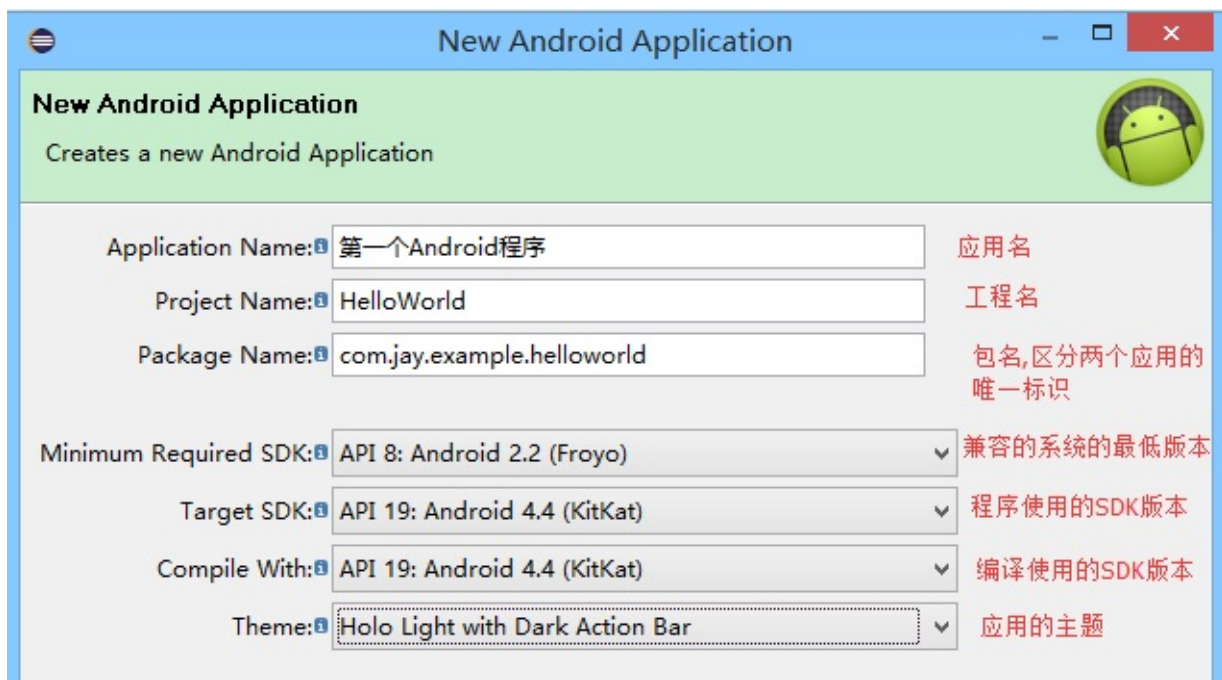 New Android Application
New Android Application
Creates a new Android Application
Application Name: 第一个Android程序 应用名
Project Name: HelloWorld 工程名
Package Name: com.jay.example.helloworld 包名,区分两个应用的
唯一标识
Minimum Required SDK: API 8: Android 2.2 (Froyo) 兼容的系统的最低版本
Target SDK: API 19: Android 4.4 (KitKat) 程序使用的SDK版本
Compile With: API 19: Android 4.4 (KitKat) 编译使用的SDK版本
Theme: Holo Light with Dark Action Bar 应用的主题